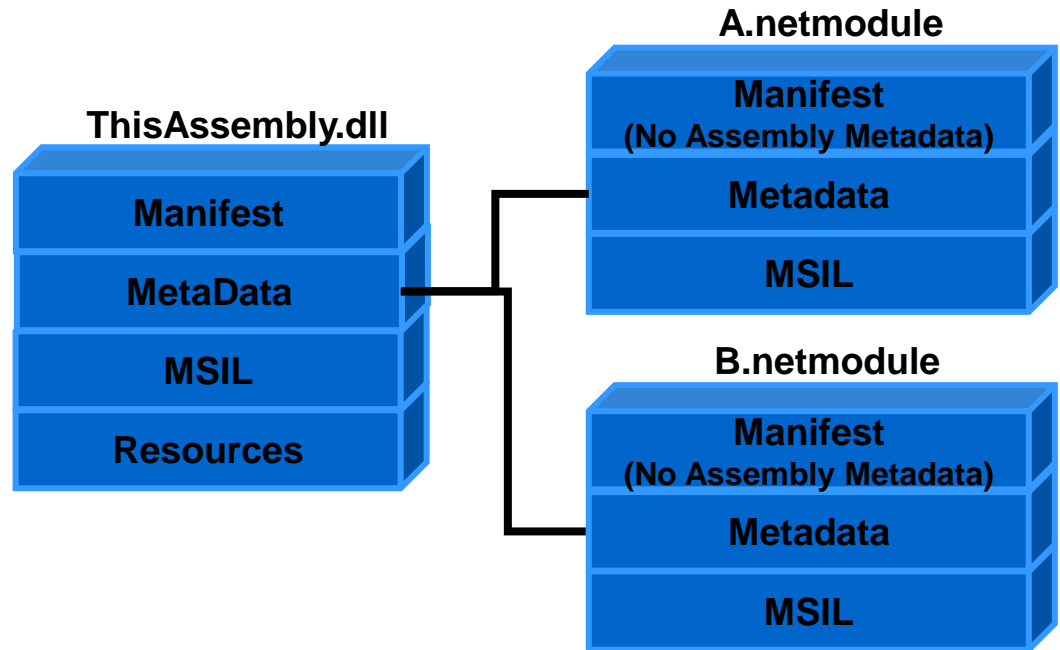 ThisAssembly.dll
Manifest
MetaData
MSIL
Resources
A.netmodule
Manifest
(No Assembly Metadata)
Metadata
MSIL
B.netmodule
Manifest
(No Assembly Metadata)
Metadata
MSIL